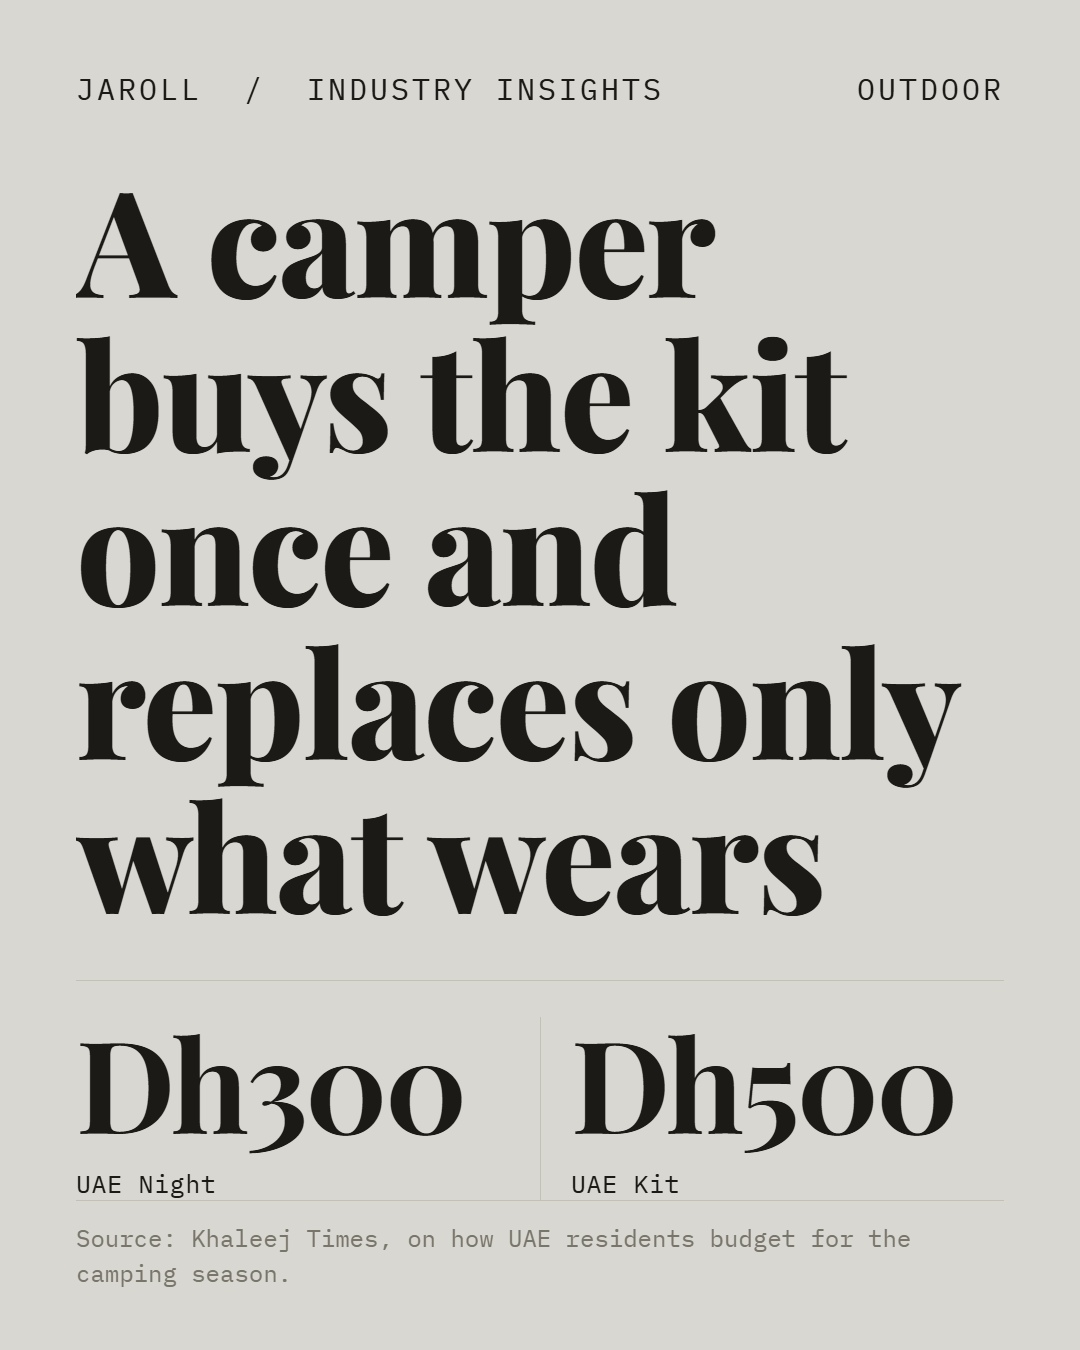 JAROLL / INDUSTRY INSIGHTS OUTDOOR
A camper
buys the kit
once and
replaces only
what wears
Dh300 Dh500
UAE Night UAE Kit
Source: Khaleej Times, on how UAE residents budget for the
camping season.